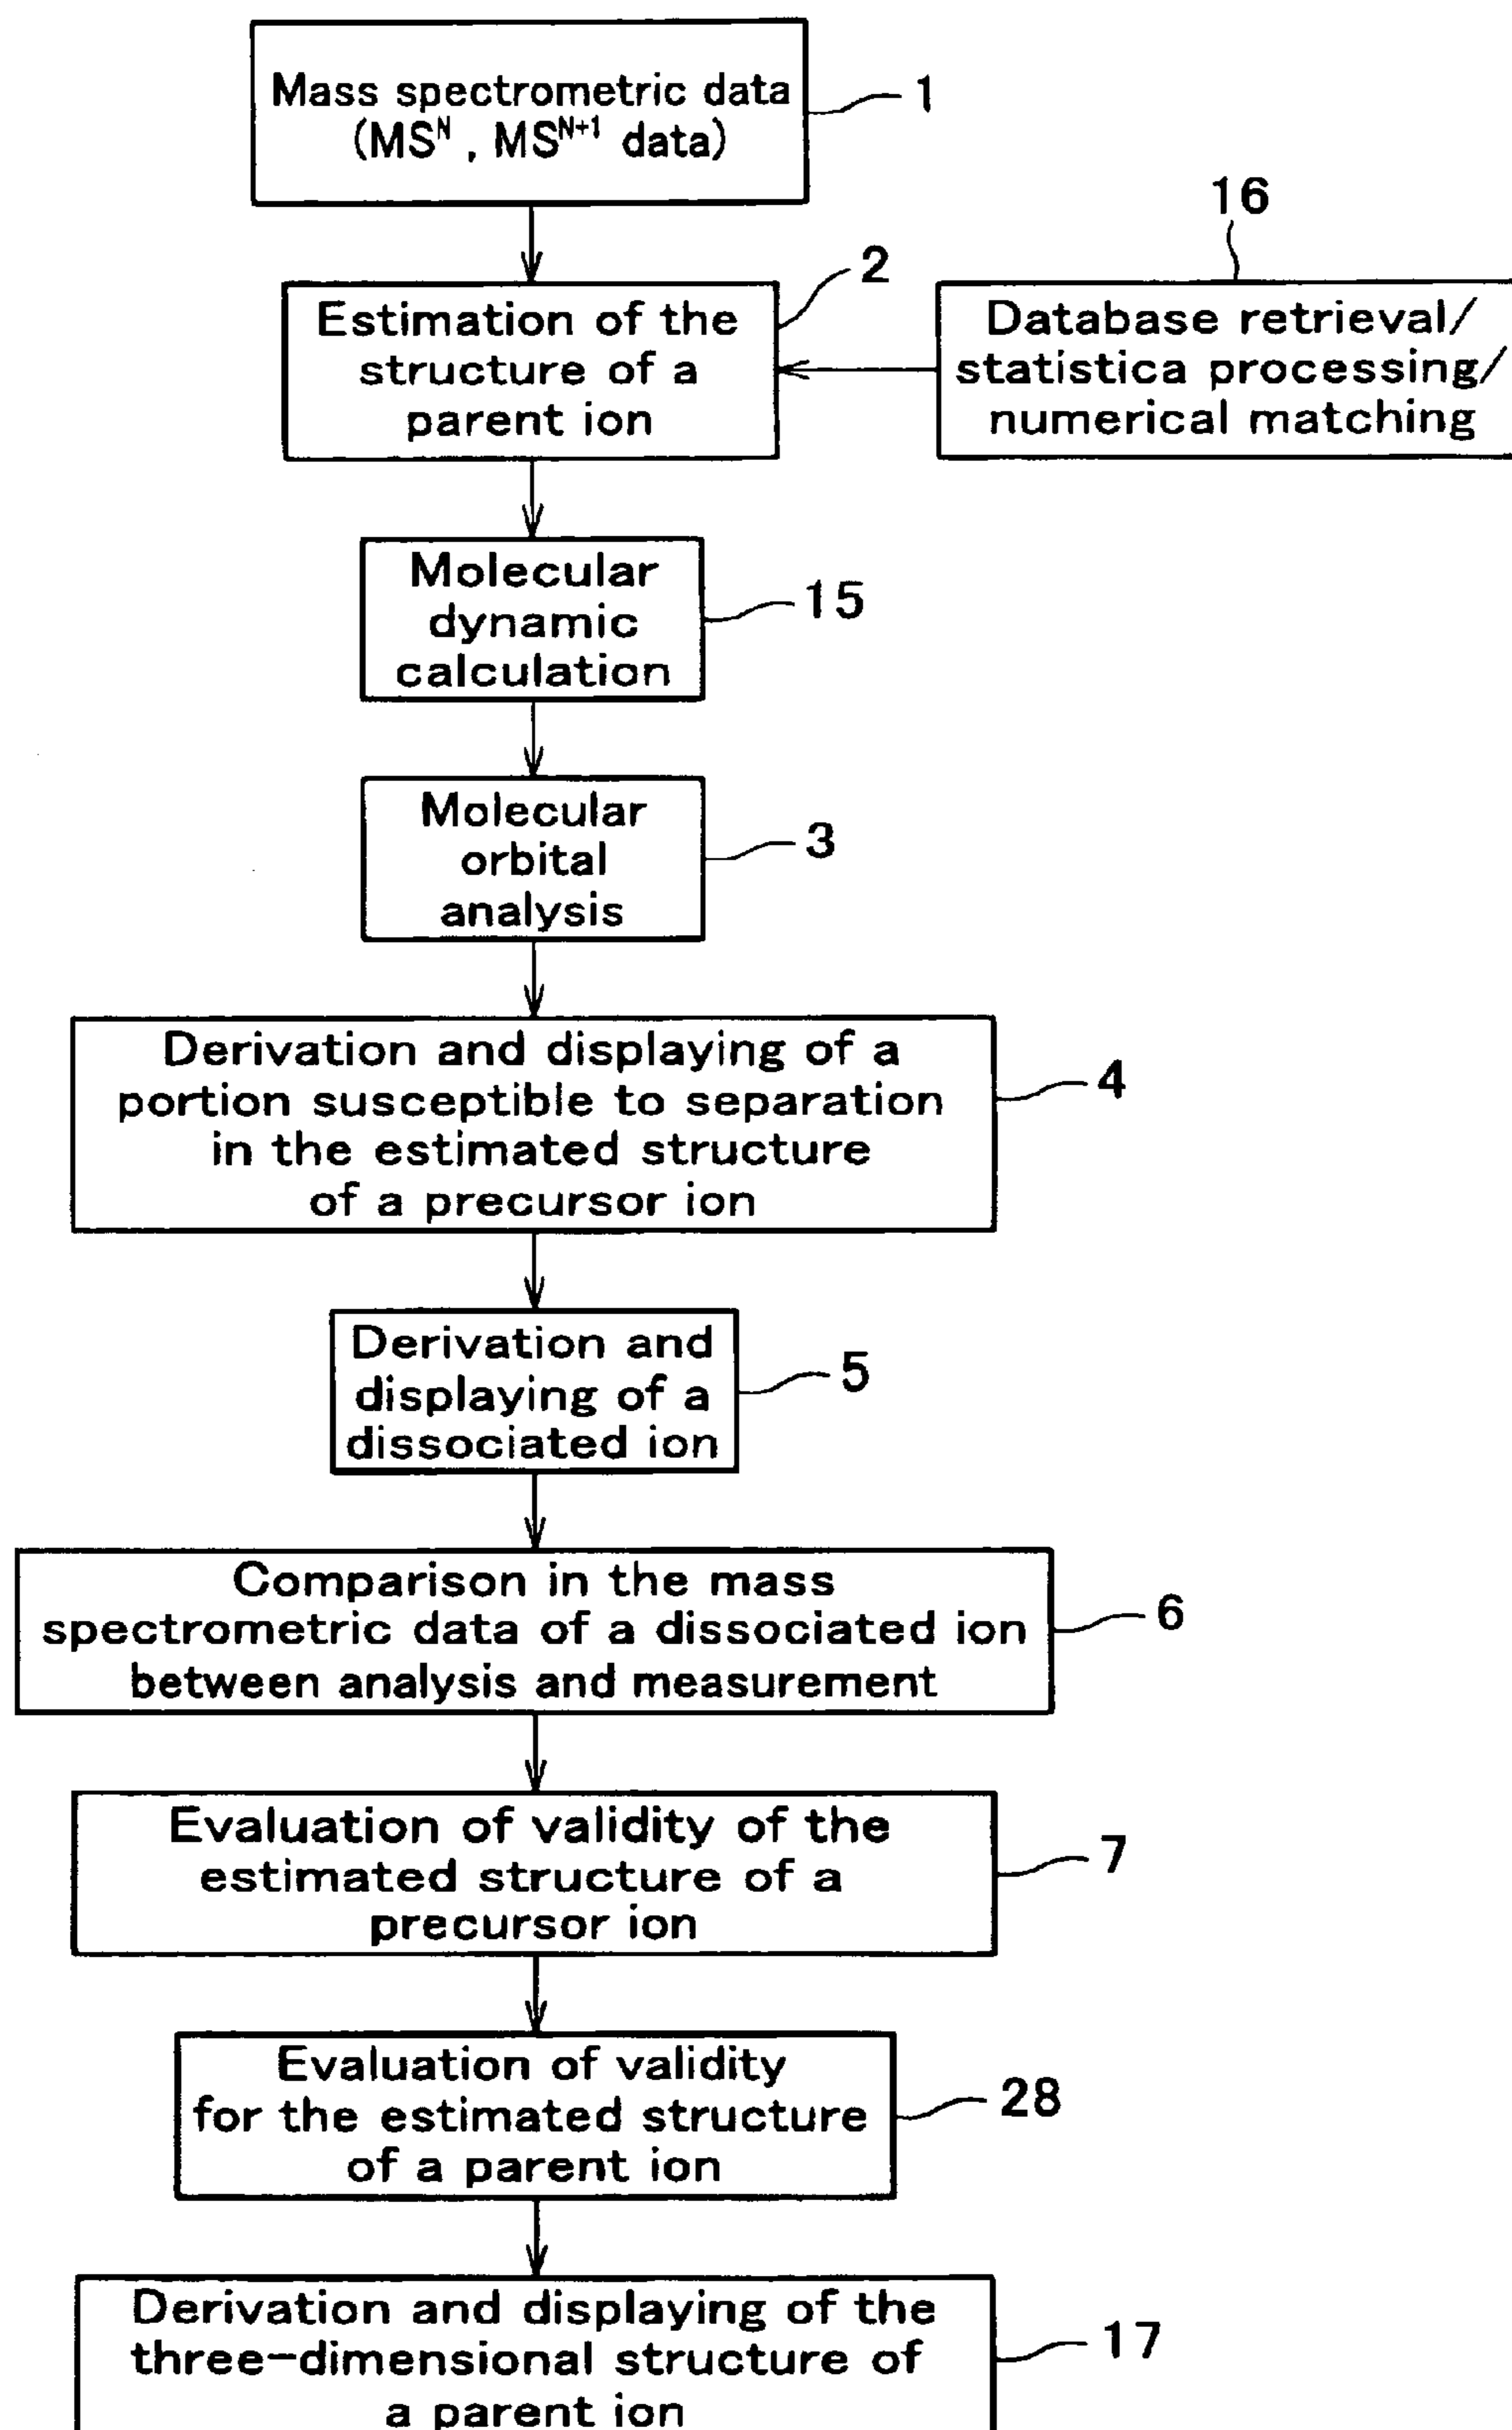 Mass spectrometric data
(MS^N, MS^N+1 data)
1
16
2
Estimation of the
structure of a
parent ion
Database retrieval/
statistica processing/
numerical matching
Molecular
dynamic
calculation
15
Molecular
orbital
analysis
3
Derivation and displaying of a
portion susceptible to separation
in the estimated structure
of a precursor ion
4
Derivation and
displaying of a
dissociated ion
5
Comparison in the mass
spectrometric data of a dissociated ion
between analysis and measurement
6
Evaluation of validity of the
estimated structure of a
precursor ion
7
Evaluation of validity
for the estimated structure
of a parent ion
28
Derivation and displaying of the
three-dimensional structure of
a parent ion
17